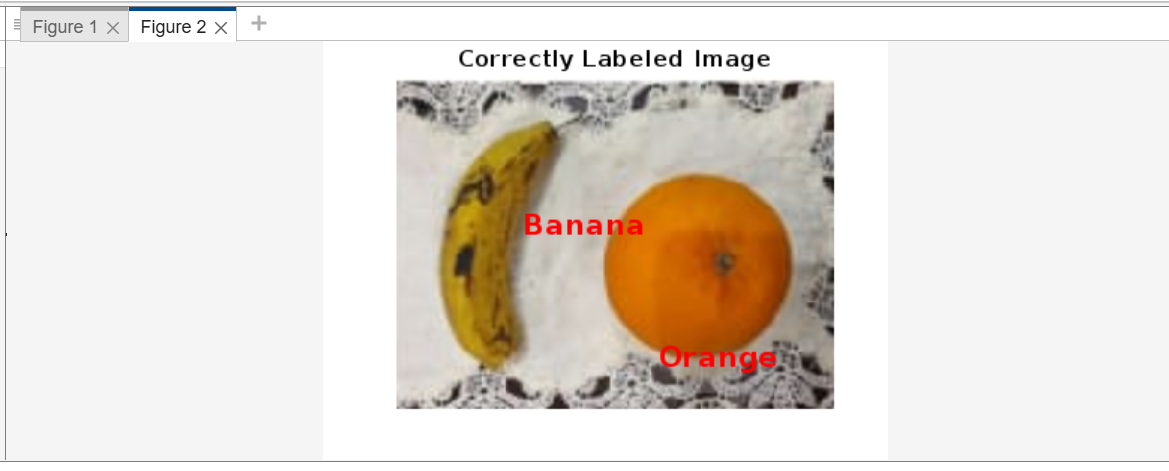 Figure 1
Figure 2
Correctly Labeled Image
Banana
Orange